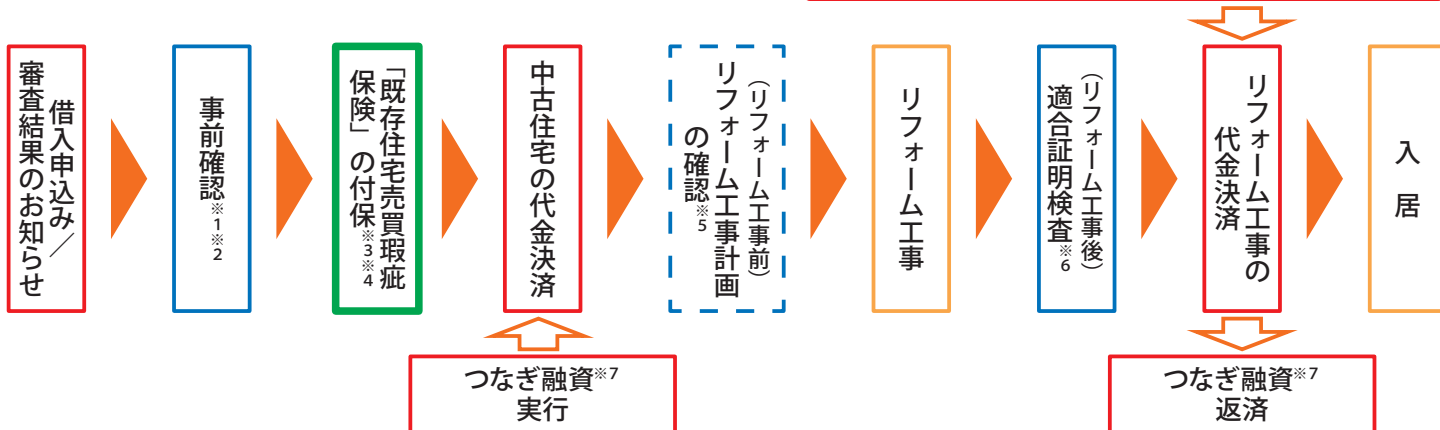 借入申込み／
審査結果のお知らせ
事前確認※1※2
「既存住宅売買瑕疵
保険」の付保※3※4
中古住宅の代金決済
（リフォーム工事前）
リフォーム工事計画
の確認※5
リフォーム工事
（リフォーム工事後）
適合証明検査※6
リフォーム工事の
代金決済
入居
つなぎ融資※7
実行
つなぎ融資※7
返済